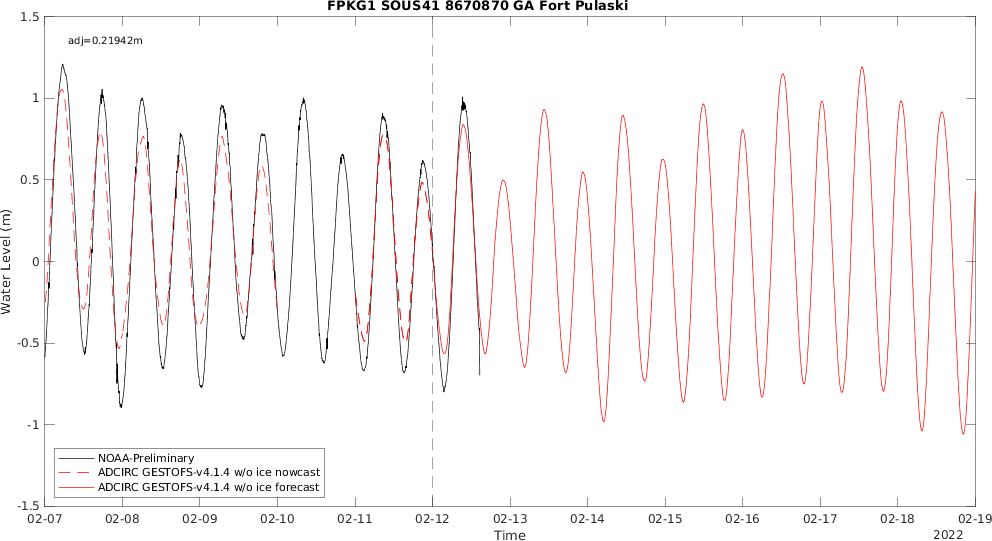 FPKG1 SOUS41 8670870 GA Fort Pulaski
adj=0.21942m
1.5
1
0.5
0
-0.5
-1
-1.5
Water Level (m)
NOAA-Preliminary
ADCIRC GESTOFS-v4.1.4 w/o ice nowcast
ADCIRC GESTOFS-v4.1.4 w/o ice forecast
02-07 02-08 02-09 02-10 02-11 02-12 02-13 02-14 02-15 02-16 02-17 02-18 02-19
Time
2022